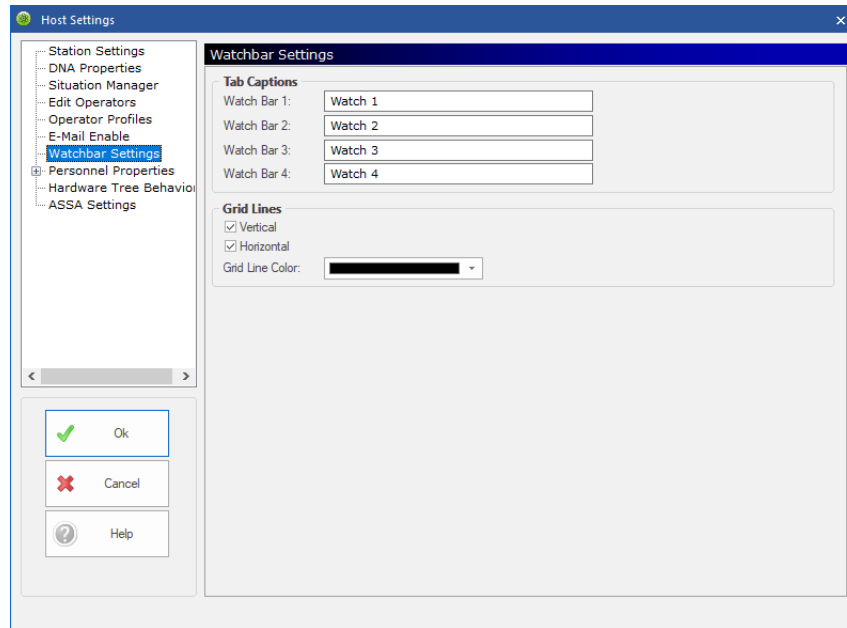 Host Settings
Station Settings
DNA Properties
Situation Manager
Edit Operators
Operator Profiles
E-Mail Enable
Watchbar Settings
Personnel Properties
Hardware Tree Behavior
ASSA Settings
Ok
Cancel
Help
Watchbar Settings
Tab Captions
Watch Bar 1: Watch 1
Watch Bar 2: Watch 2
Watch Bar 3: Watch 3
Watch Bar 4: Watch 4
Grid Lines
Vertical
Horizontal
Grid Line Color: